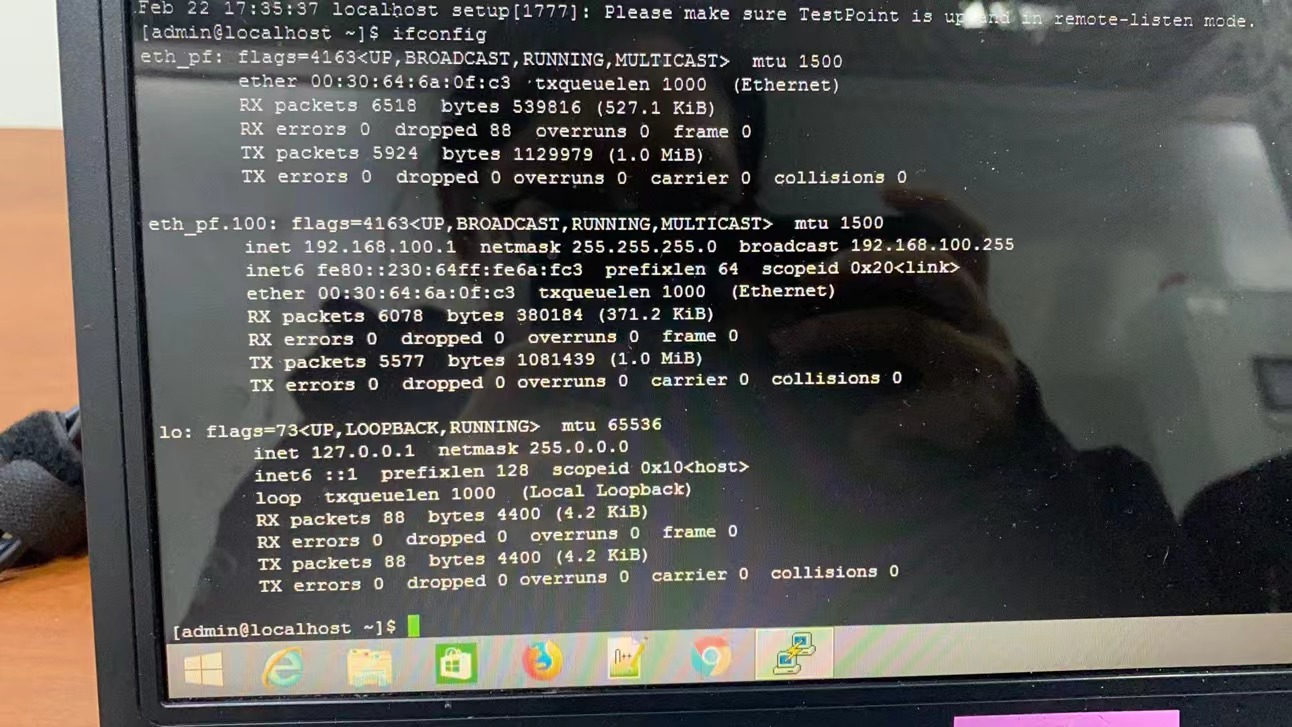 Feb 22 17:35:37 localhost setup[1777]: Please make sure TestPoint is up and in remote-listen mode.
[admin@localhost ~]$ ifconfig
eth_pf: flags=4163<UP,BROADCAST,RUNNING,MULTICAST>  mtu 1500
        ether 00:30:64:6a:0f:c3  txqueuelen 1000  (Ethernet)
        RX packets 6518  bytes 539816 (527.1 KiB)
        RX errors 0  dropped 88  overruns 0  frame 0
        TX packets 5924  bytes 1129979 (1.0 MiB)
        TX errors 0  dropped 0 overruns 0  carrier 0  collisions 0
eth_pf.100: flags=4163<UP,BROADCAST,RUNNING,MULTICAST>  mtu 1500
        inet 192.168.100.1  netmask 255.255.255.0  broadcast 192.168.100.255
        inet6 fe80::230:64ff:fe6a:fc3  prefixlen 64  scopeid 0x20<link>
        ether 00:30:64:6a:0f:c3  txqueuelen 1000  (Ethernet)
        RX packets 6078  bytes 380184 (371.2 KiB)
        RX errors 0  dropped 0  overruns 0  frame 0
        TX packets 5577  bytes 1081439 (1.0 MiB)
        TX errors 0  dropped 0 overruns 0  carrier 0  collisions 0
lo: flags=73<UP,LOOPBACK,RUNNING>  mtu 65536
        inet 127.0.0.1  netmask 255.0.0.0
        inet6 ::1  prefixlen 128  scopeid 0x10<host>
        loop  txqueuelen 1000  (Local Loopback)
        RX packets 88  bytes 4400 (4.2 KiB)
        RX errors 0  dropped 0  overruns 0  frame 0
        TX packets 88  bytes 4400 (4.2 KiB)
        TX errors 0  dropped 0 overruns 0  carrier 0  collisions 0
[admin@localhost ~]$